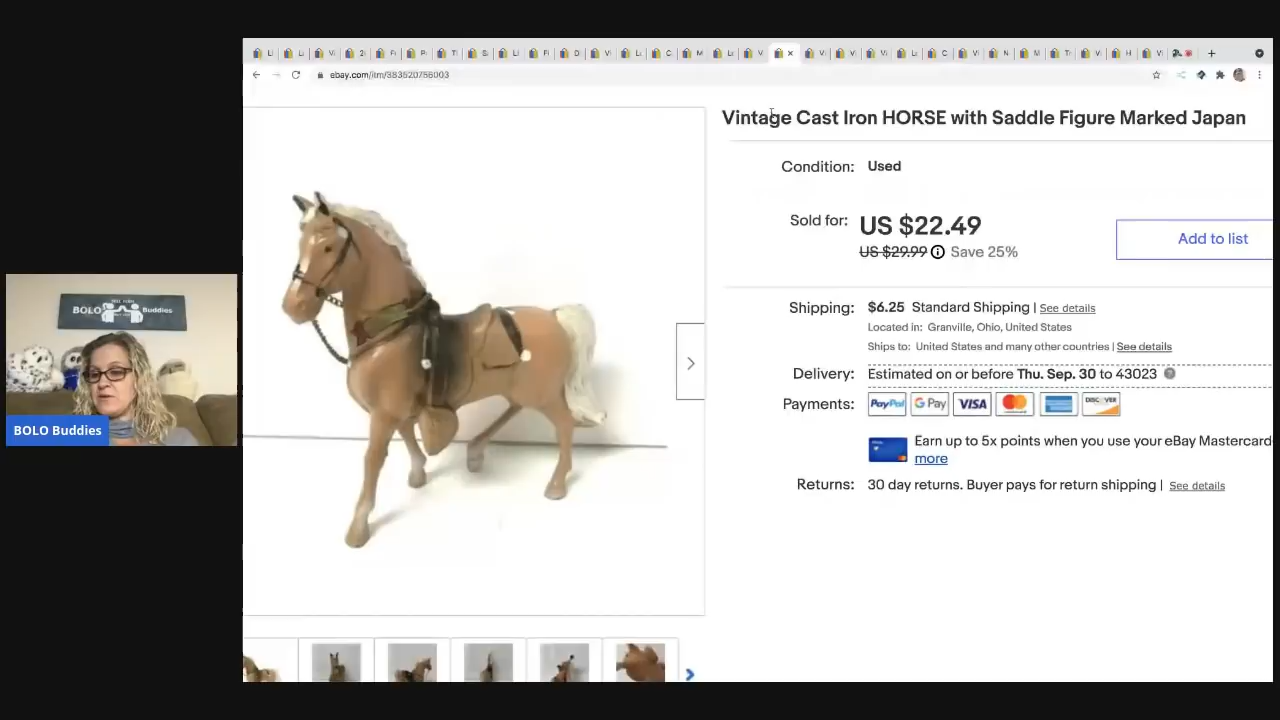 ebay.com/itm/383520756003
Vintage Cast Iron HORSE with Saddle Figure Marked Japan
Condition: Used
Sold for: US $22.49
US $29.99 Save 25%
Add to list
Shipping: $6.25 Standard Shipping | See details
Located in: Granville, Ohio, United States
Ships to: United States and many other countries | See details
Delivery: Estimated on or before Thu. Sep. 30 to 43023
Payments: PayPal G Pay VISA DISCOVER
Earn up to 5x points when you use your eBay Mastercard
more
Returns: 30 day returns. Buyer pays for return shipping | See details
BOLO Buddies
BOLO Buddies